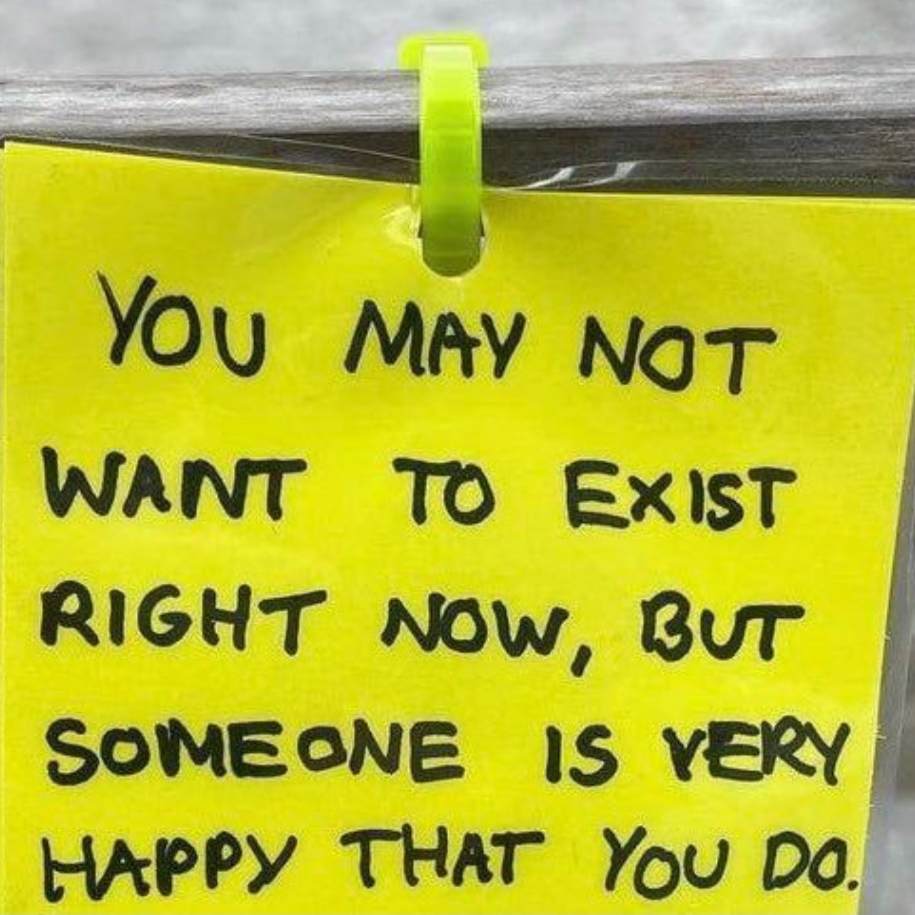 YOU MAY NOT
WANT TO EXIST
RIGHT NOW, BUT
SOMEONE IS VERY
HAPPY THAT YOU DO.